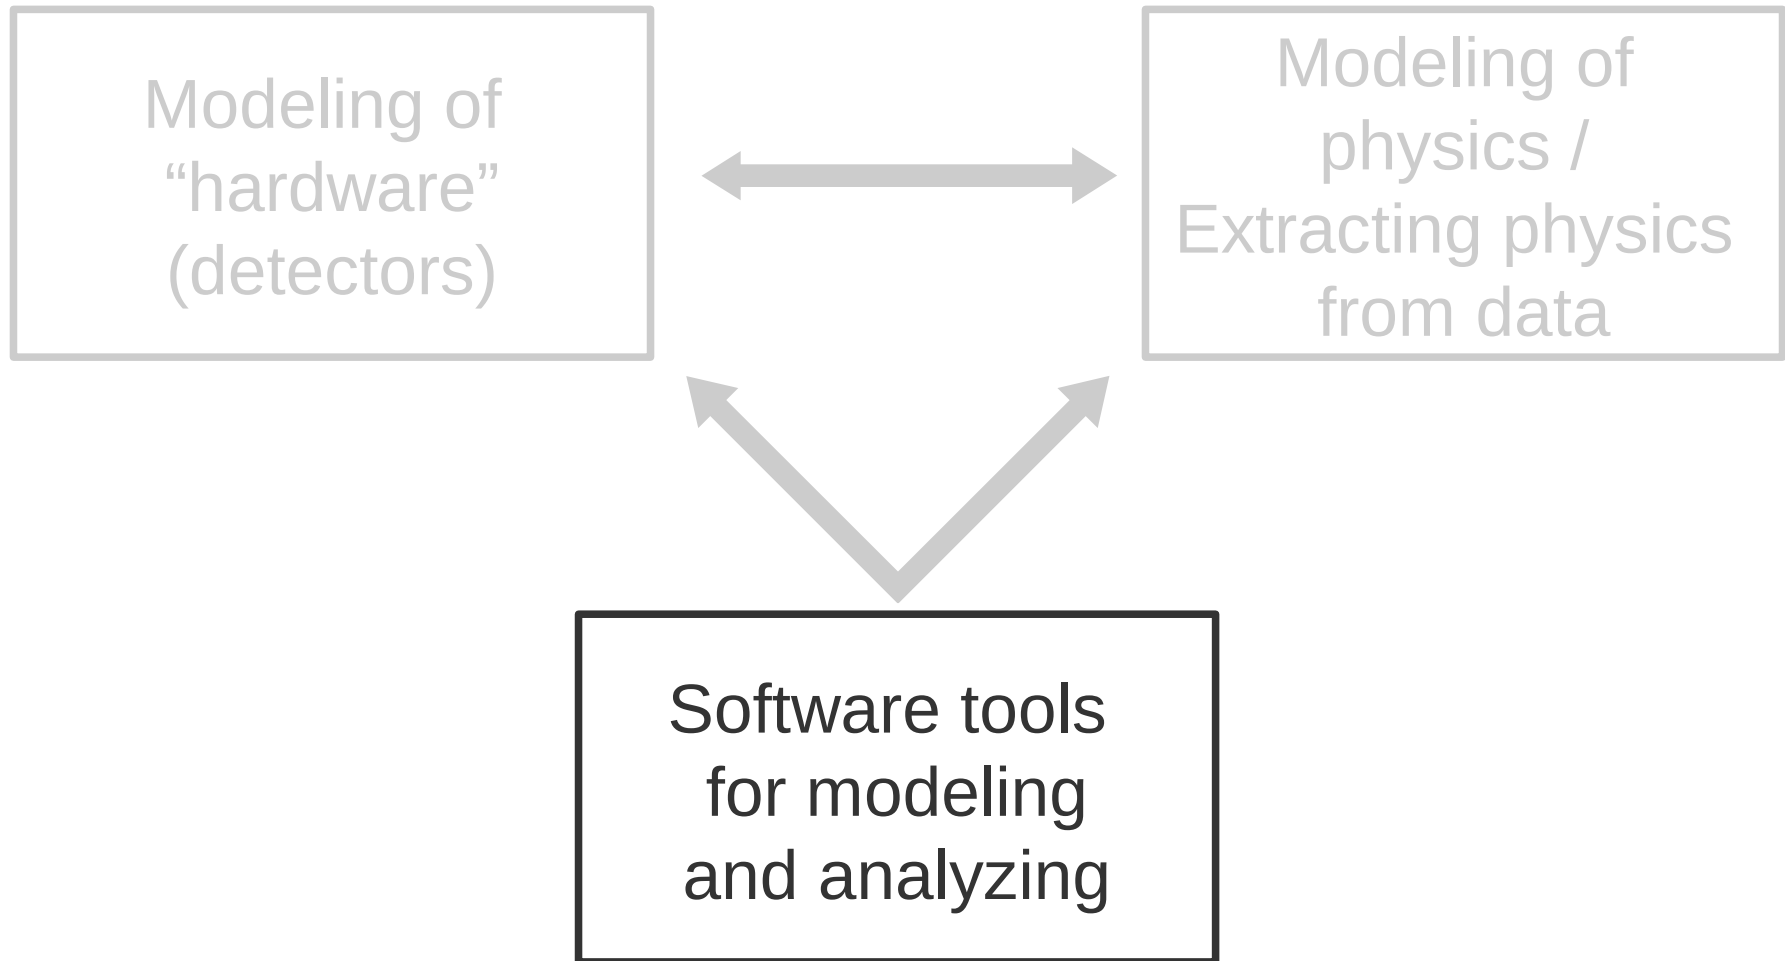 Modeling of
“hardware”
(detectors)
Modeling of
physics /
Extracting physics
from data
Software tools
for modeling
and analyzing